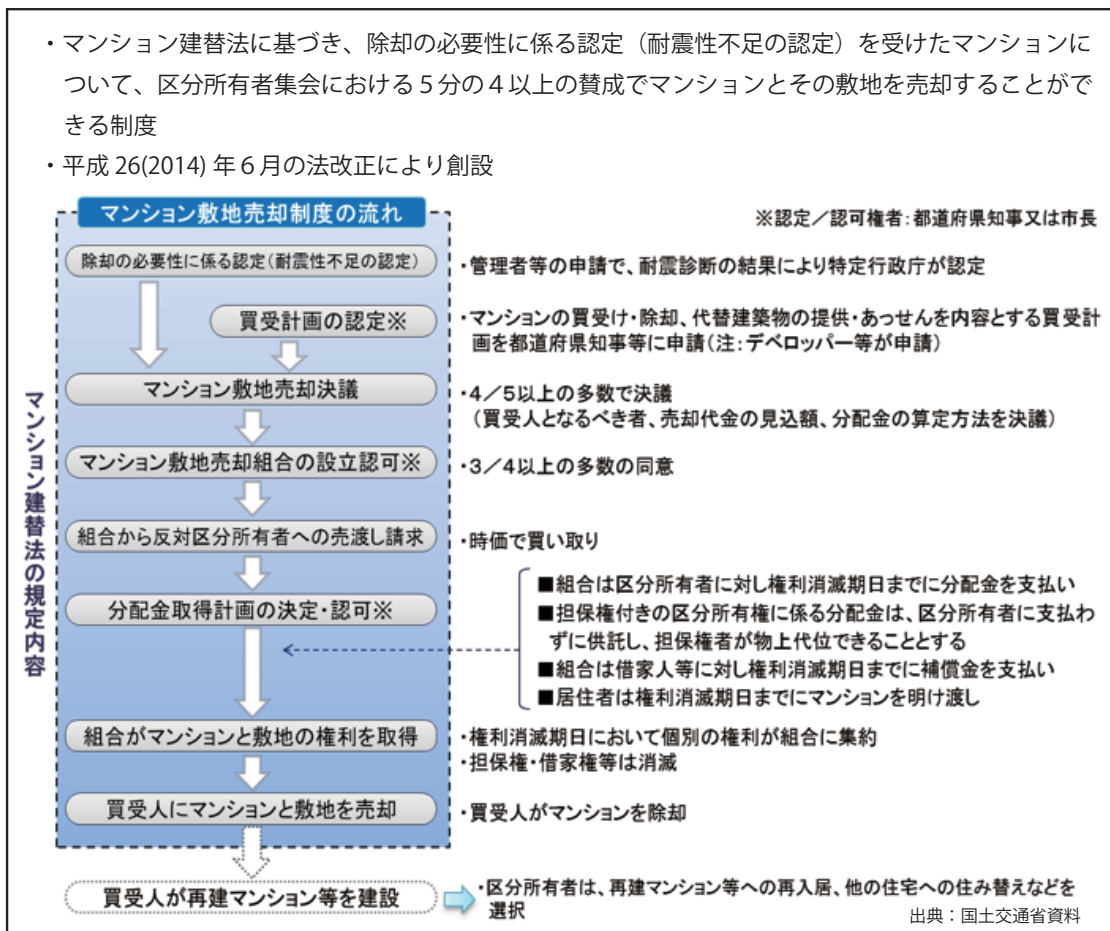 ・マンション建替法に基づき、除却の必要性に係る認定（耐震性不足の認定）を受けたマンションに
ついて、区分所有者集会における５分の４以上の賛成でマンションとその敷地を売却することがで
きる制度
・平成 26(2014) 年６月の法改正により創設
マンション敷地売却制度の流れ
※認定／認可権者：都道府県知事又は市長
マンション建替法の規定内容
除却の必要性に係る認定（耐震性不足の認定）
・管理者等の申請で、耐震診断の結果により特定行政庁が認定
買受計画の認定※
・マンションの買受け・除却、代替建築物の提供・あっせんを内容とする買受計
画を都道府県知事等に申請（注：デベロッパー等が申請）
マンション敷地売却決議
・4／5以上の多数で決議
（買受人となるべき者、売却代金の見込額、分配金の算定方法を決議）
マンション敷地売却組合の設立認可※
・3／4以上の多数の同意
組合から反対区分所有者への売渡し請求
・時価で買い取り
分配金取得計画の決定・認可※
■組合は区分所有者に対し権利消滅期日までに分配金を支払い
■担保権付きの区分所有権に係る分配金は、区分所有者に支払わ
ずに供託し、担保権者が物上代位できることとする
■組合は借家人等に対し権利消滅期日までに補償金を支払い
■居住者は権利消滅期日までにマンションを明け渡し
組合がマンションと敷地の権利を取得
・権利消滅期日において個別の権利が組合に集約
・担保権・借家権等は消滅
買受人にマンションと敷地を売却
・買受人がマンションを除却
買受人が再建マンション等を建設
・区分所有者は、再建マンション等への再入居、他の住宅への住み替えなどを
選択
出典：国土交通省資料